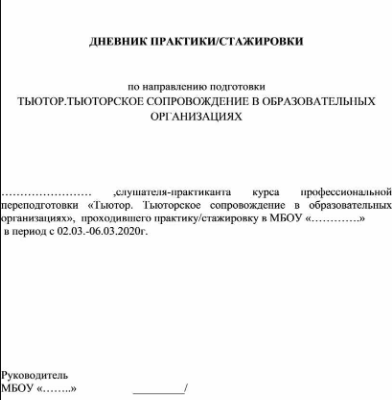 ДНЕВНИК ПРАКТИКИ/СТАЖИРОВКИ
по направлению подготовки
ТЬЮТОР.ТЬЮТОРСКОЕ СОПРОВОЖДЕНИЕ В ОБРАЗОВАТЕЛЬНЫХ
ОРГАНИЗАЦИЯХ
…………………… ,слушателя-практиканта курса профессиональной
переподготовки «Тьютор. Тьюторское сопровождение в образовательных
организациях», проходившего практику/стажировку в МБОУ «………….»
в период с 02.03.-06.03.2020г.
Руководитель
МБОУ «……..» __________/